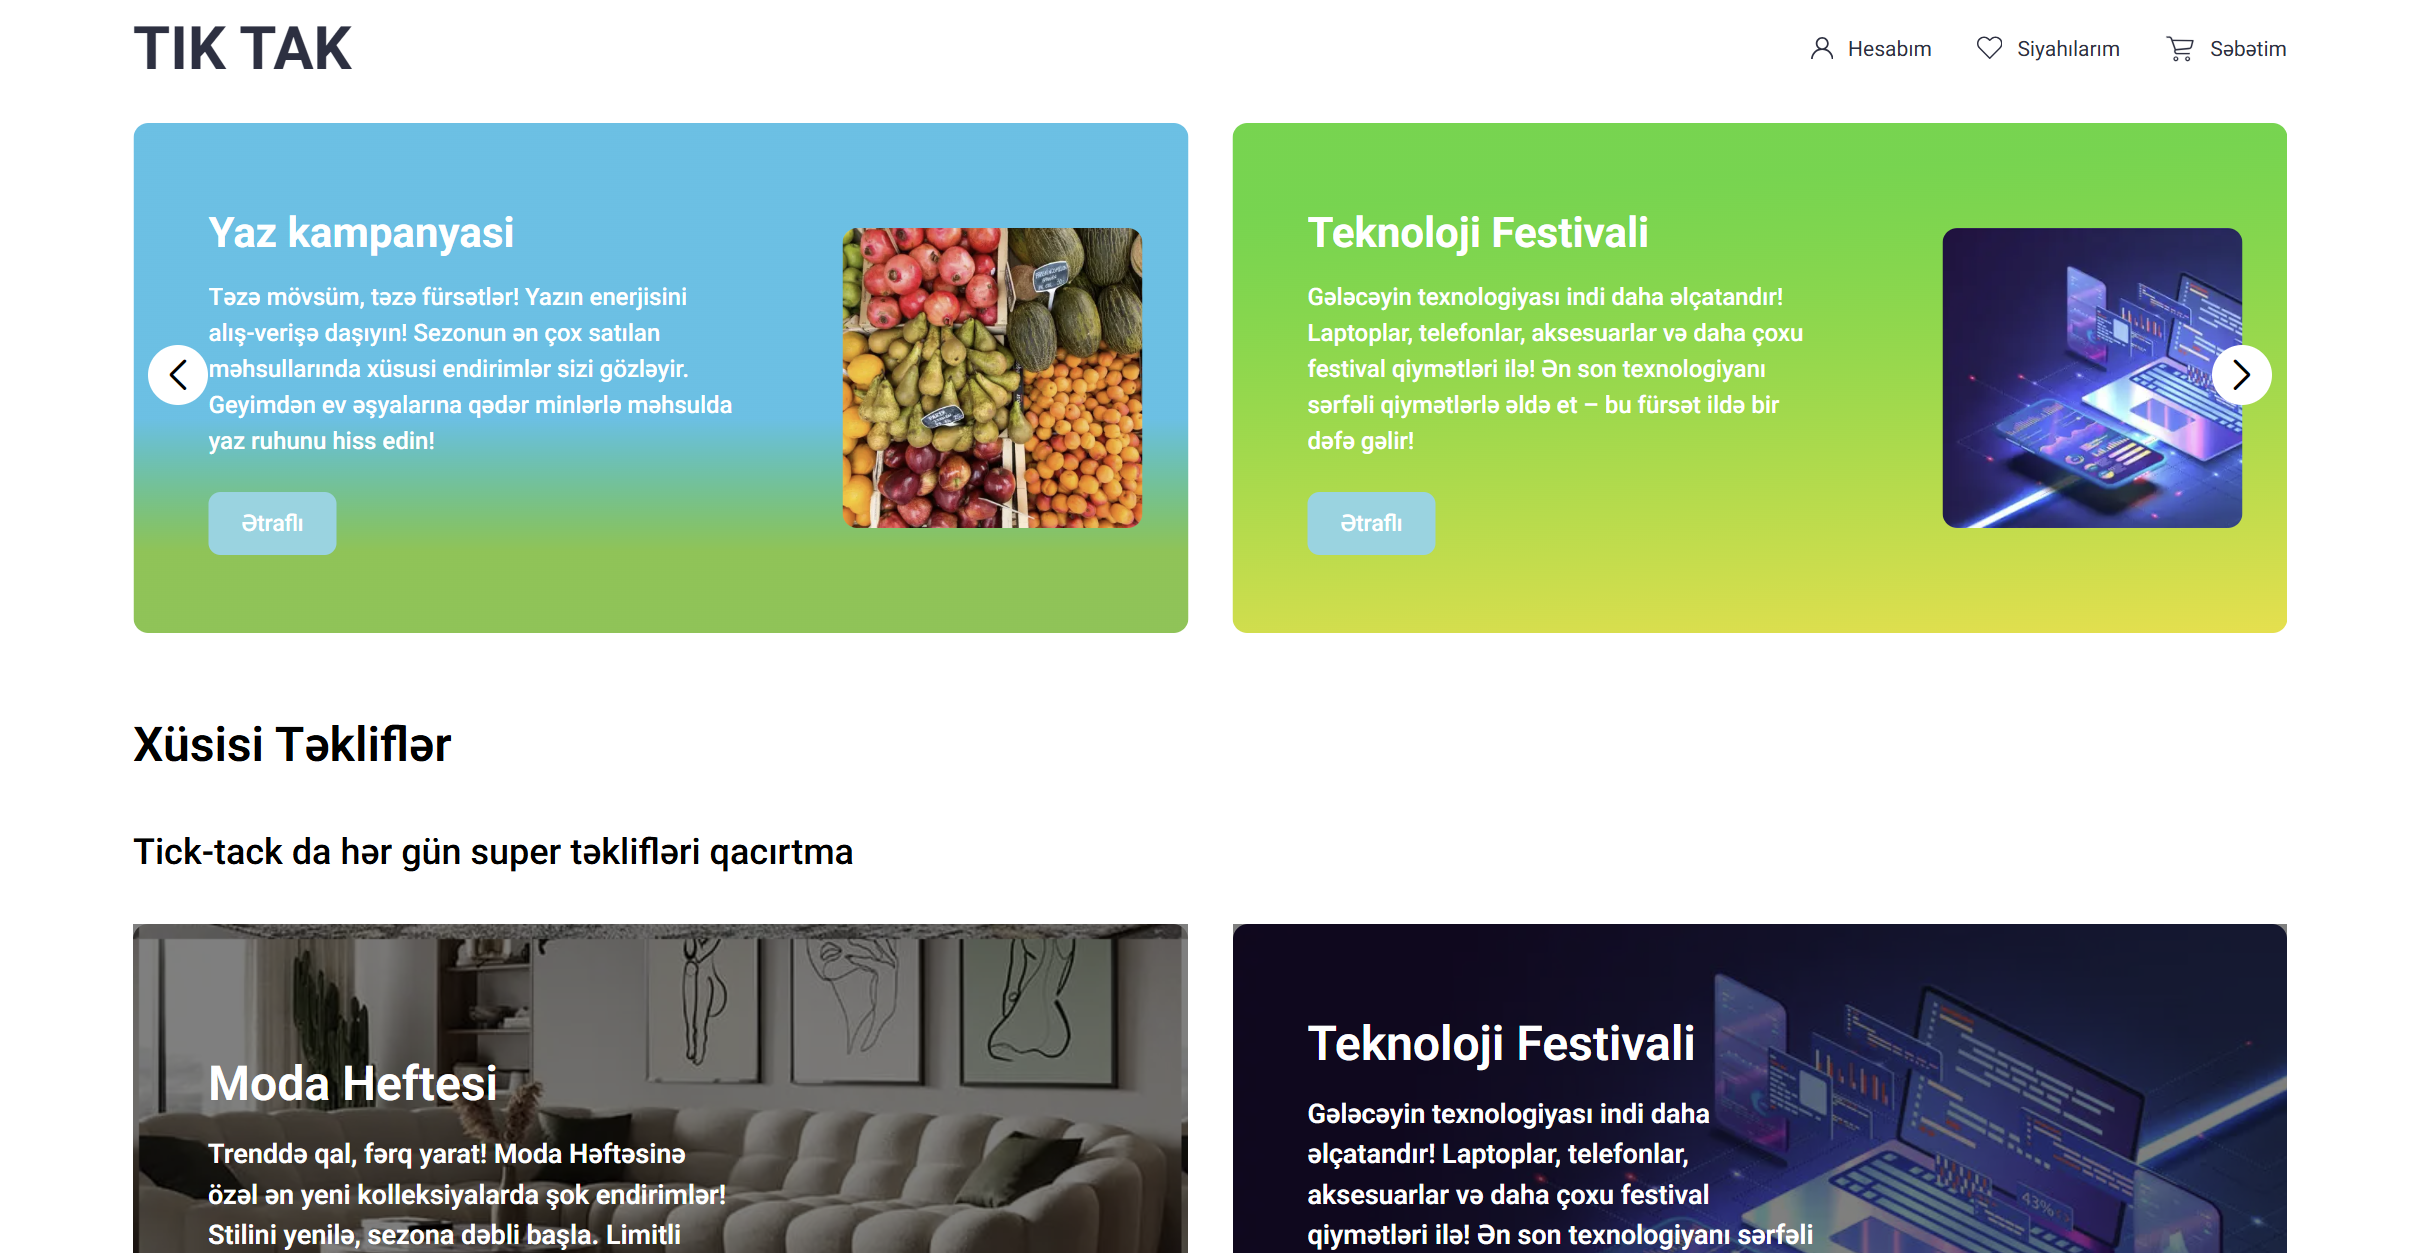 TIK TAK
Hesabım
Siyahılarım
Səbətim
Yaz kampanyasi
Təzə mövsüm, təzə fürsətlər! Yazın enerjisini
alış-verişə daşıyın! Sezonun ən çox satılan
məhsullarında xüsusi endirimlər sizi gözləyir.
Geyimdən ev əşyalarına qədər minlərlə məhsulda
yaz ruhunu hiss edin!
Ətraflı
Teknoloji Festivali
Gələcəyin texnologiyası indi daha əlçatandır!
Laptoplar, telefonlar, aksesuarlar və daha çoxu
festival qiymətləri ilə! Ən son texnologiyanı
sərfəli qiymətlərlə əldə et – bu fürsət ildə bir
dəfə gəlir!
Ətraflı
Xüsisi Təkliflər
Tick-tack da hər gün super təklifləri qacırtma
Moda Heftesi
Trenddə qal, fərq yarat! Moda Həftəsinə
özəl ən yeni kolleksiyalarda şok endirimlər!
Stilini yenilə, sezona dəbli başla. Limitli
Teknoloji Festivali
Gələcəyin texnologiyası indi daha
əlçatandır! Laptoplar, telefonlar,
aksesuarlar və daha çoxu festival
qiymətləri ilə! Ən son texnologiyanı sərfəli
43%